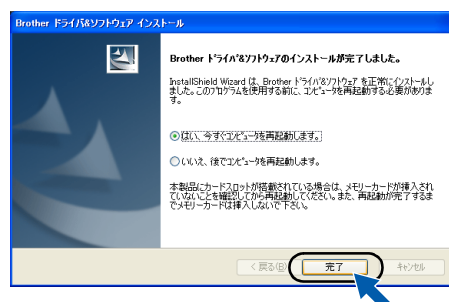 Brother ドライバ&ソフトウェア インストール
Brother ドライバ&ソフトウェアのインストールが完了しました。
InstallShield Wizard は、Brother ドライバ&ソフトウェア を正常にインストールし
ました。このプログラムを使用する前に、コンピュータを再起動する必要がありま
す。
はい、今すぐコンピュータを再起動します。
いいえ、後でコンピュータを再起動します。
本製品にカードスロットが搭載されている場合は、メモリーカードが挿入され
ていないことを確認してから再起動してください。また、再起動が完了するま
でメモリーカードは挿入しないで下さい。
< 戻る(B) 完了 キャンセル